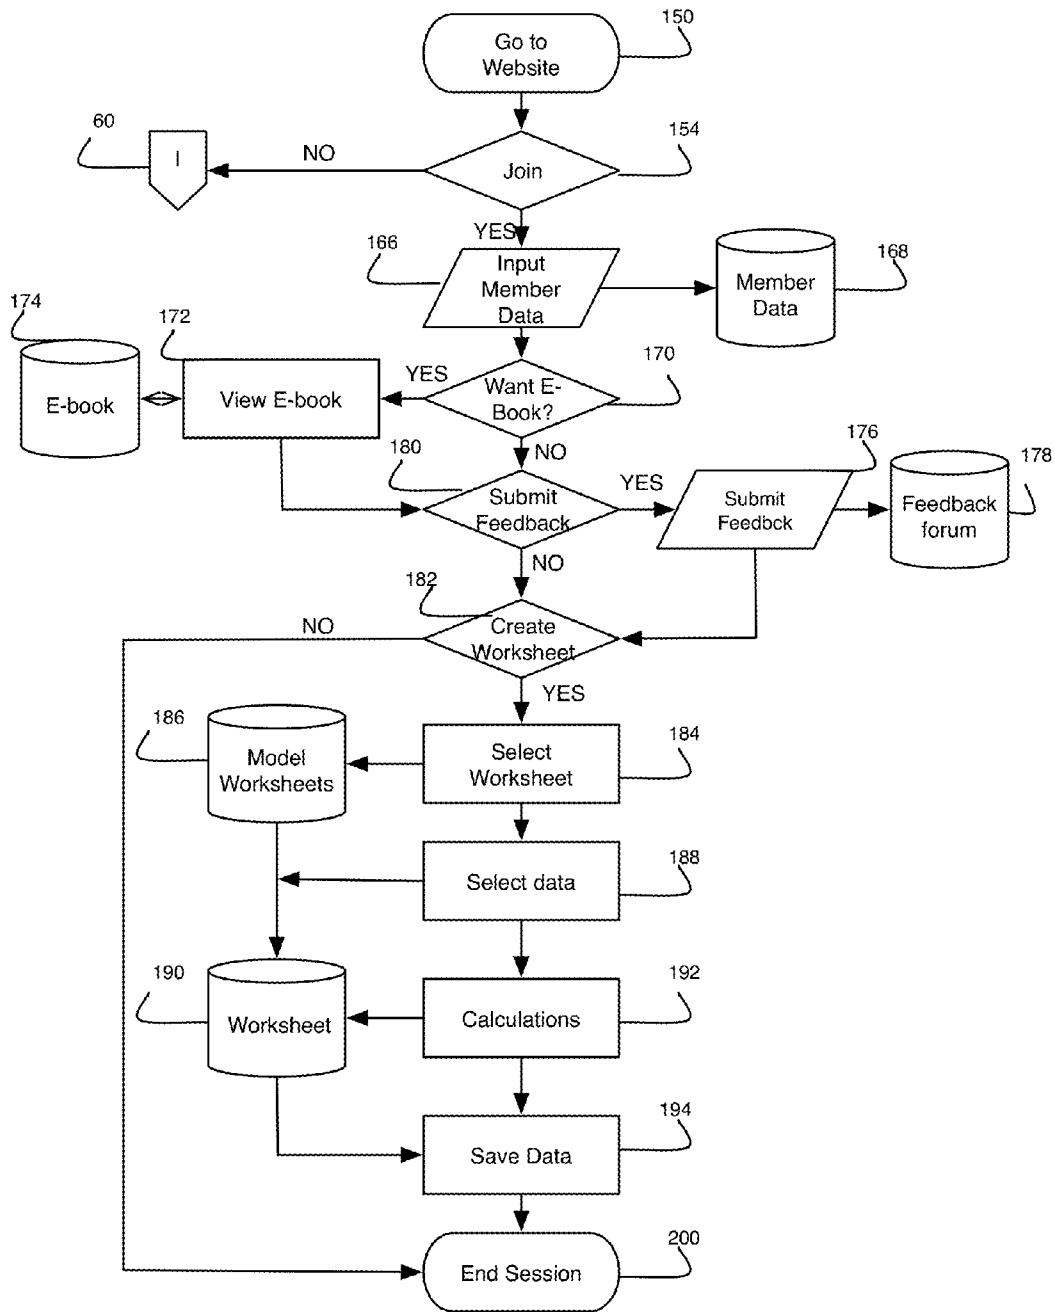 150
Go to
Website
60
154
I
NO
Join
YES
166
Input
Member
Data
168
Member
Data
174
172
170
E-book
View E-book
YES
Want E-
Book?
180
NO
176
178
Submit
Feedback
YES
Submit
Feedbck
Feedback
forum
182
NO
NO
Create
Worksheet
YES
186
184
Model
Worksheets
Select
Worksheet
188
Select data
190
192
Worksheet
Calculations
194
Save Data
200
End Session